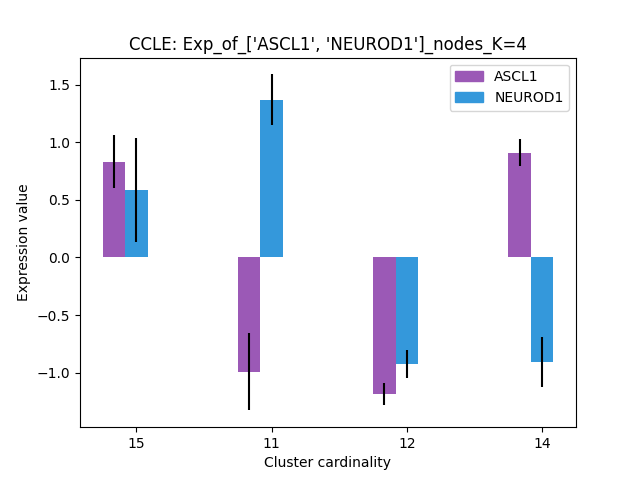 CCLE: Exp_of_['ASCL1', 'NEUROD1']_nodes_K=4
ASCL1
NEUROD1
1.5
1.0
0.5
0.0
−0.5
−1.0
Expression value
15
11
12
14
Cluster cardinality